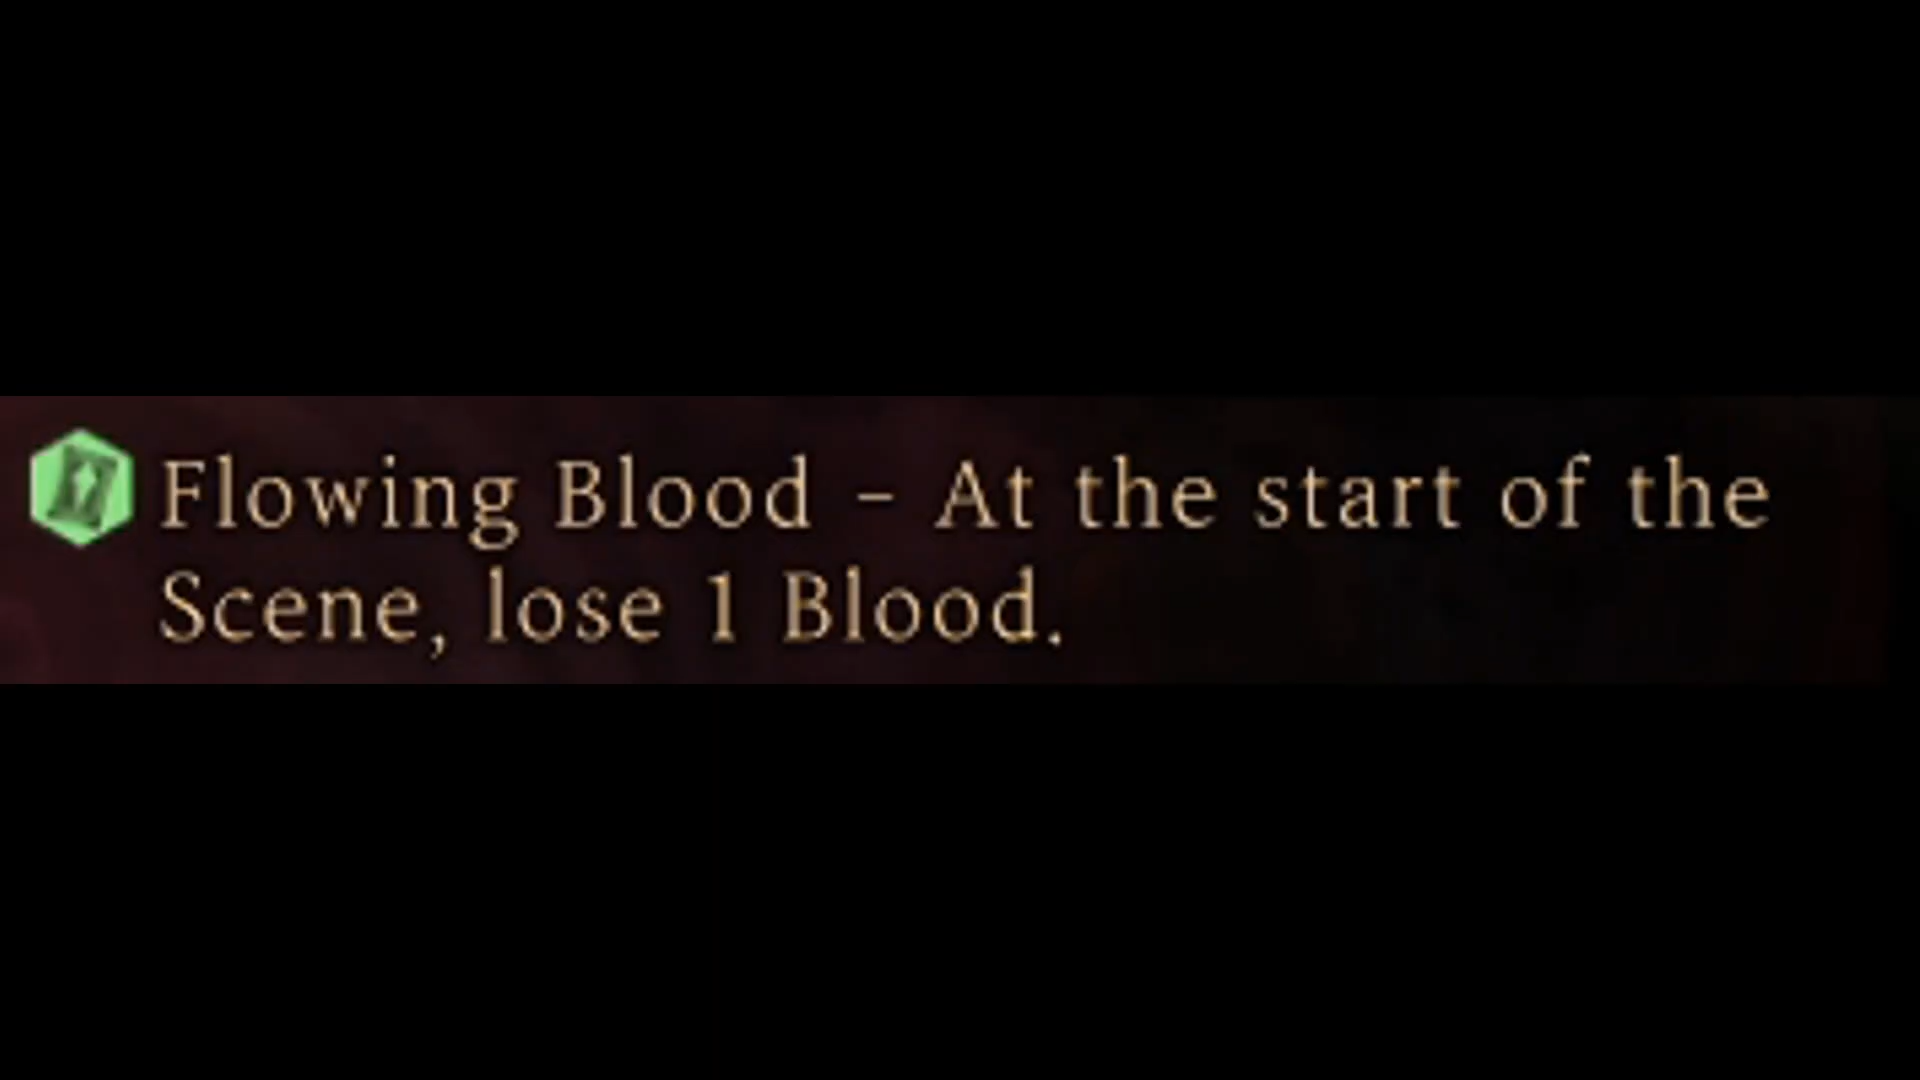 Flowing Blood – At the start of the
Scene, lose 1 Blood.